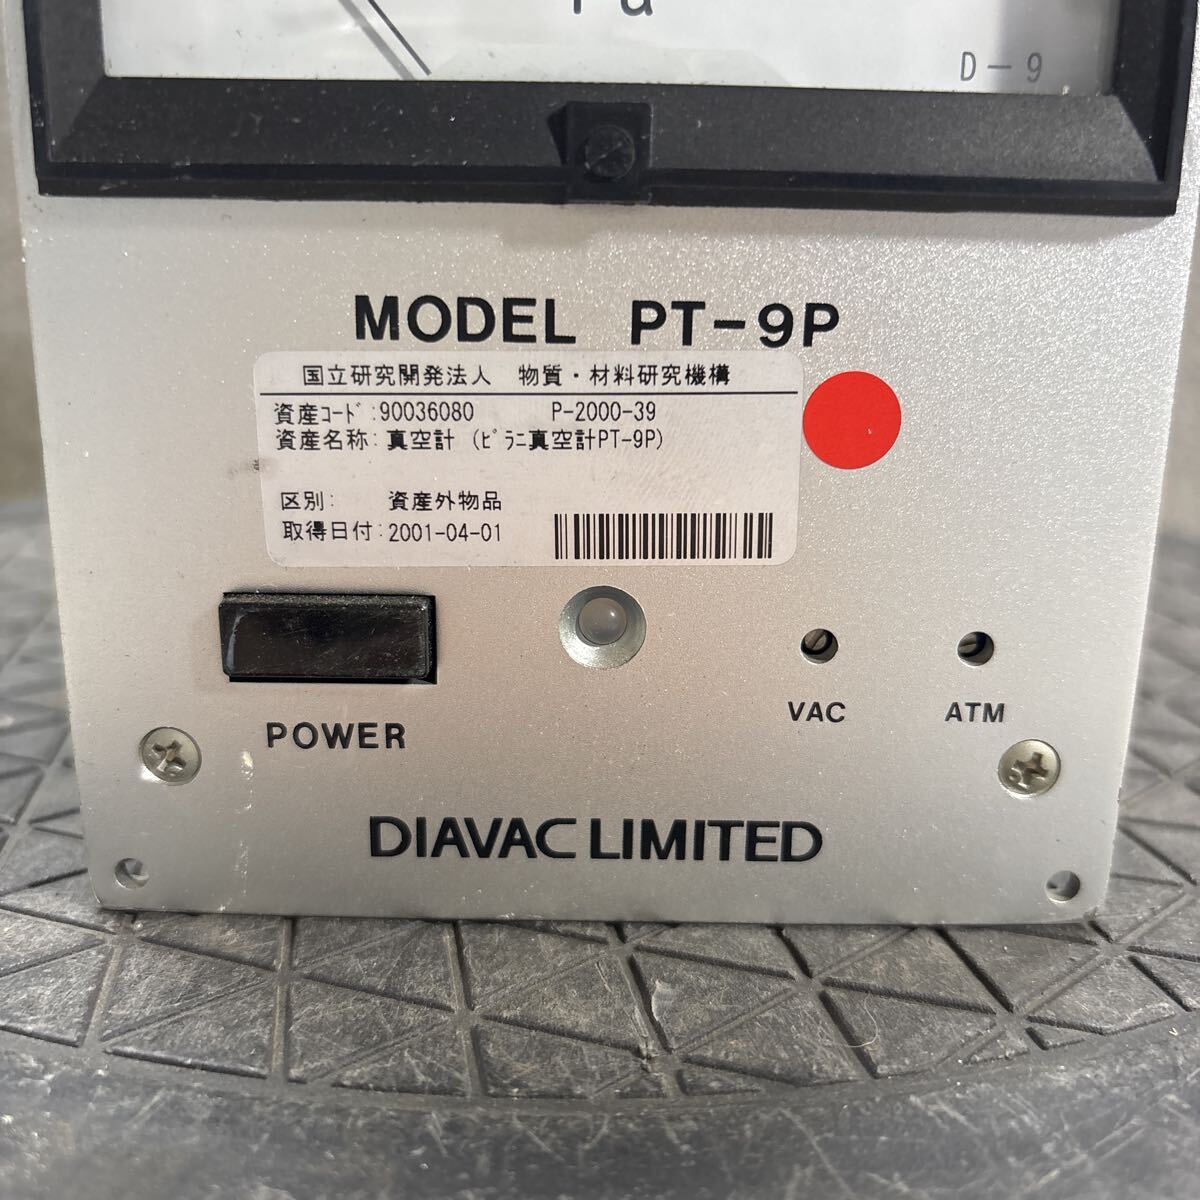 Pa
D-9
MODEL PT-9P
国立研究開発法人 物質・材料研究機構
資産コード:90036080 P-2000-39
資産名称:真空計 (ピラニ真空計PT-9P)
区別: 資産外物品
取得日付:2001-04-01
VAC ATM
POWER
DIAVAC LIMITED